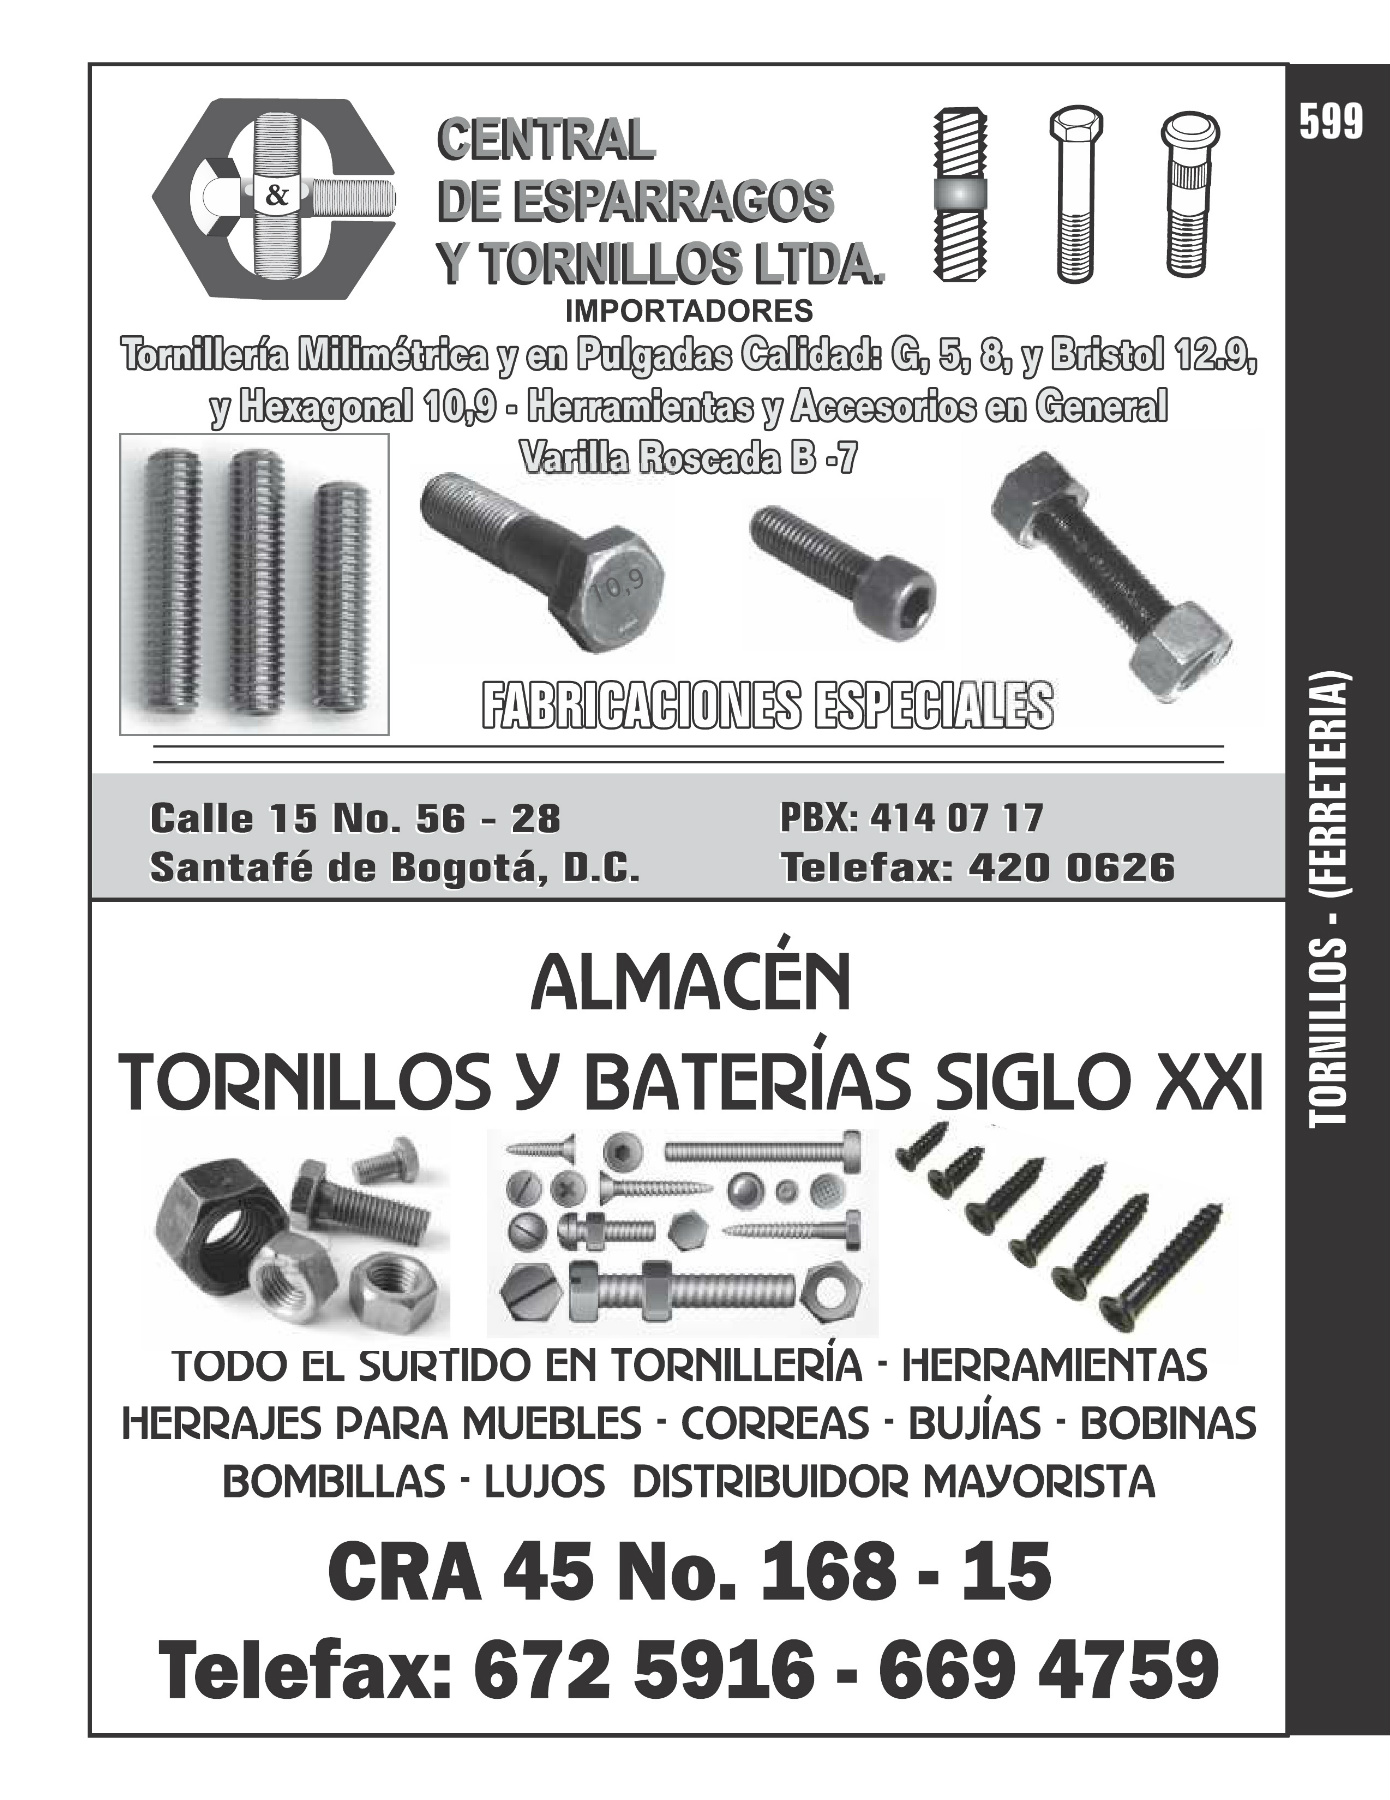 599
&
CENTRAL
DE ESPARRAGOS
Y TORNILLOS LTDA.
IMPORTADORES
Tornillería Milimétrica y en Pulgadas Calidad: G, 5, 8, y Bristol 12.9,
y Hexagonal 10,9 - Herramientas y Accesorios en General
Varilla Roscada B -7
10,9
FABRICACIONES ESPECIALES
Calle 15 No. 56 - 28
Santafé de Bogotá, D.C.
PBX: 414 07 17
Telefax: 420 0626
TORNILLOS - (FERRETERIA)
ALMACÉN
TORNILLOS Y BATERÍAS SIGLO XXI
TODO EL SURTIDO EN TORNILLERÍA - HERRAMIENTAS
HERRAJES PARA MUEBLES - CORREAS - BUJÍAS - BOBINAS
BOMBILLAS - LUJOS DISTRIBUIDOR MAYORISTA
CRA 45 No. 168 - 15
Telefax: 672 5916 - 669 4759